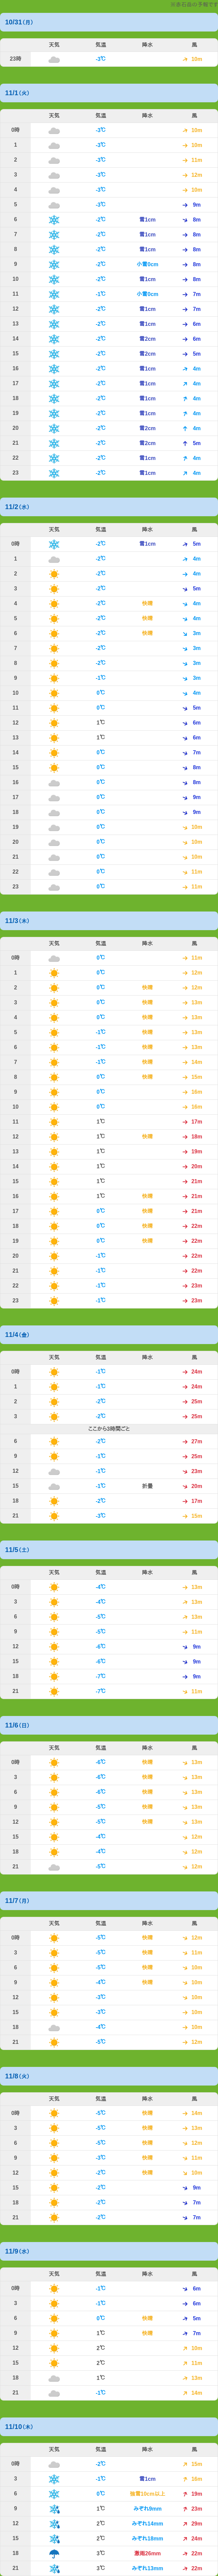 ※奈良県の予報です
10/31(月)
天気 気温 降水 風
23時 -3℃ 10m
11/1(火)
天気 気温 降水 風
0時 -3℃ 10m
1 -3℃ 10m
2 -3℃ 11m
3 -3℃ 12m
4 -3℃ 10m
5 -3℃ 9m
6 -2℃ 雪1cm 8m
7 -2℃ 雪1cm 8m
8 -2℃ 雪1cm 8m
9 -2℃ 小雪0cm 8m
10 -2℃ 雪1cm 8m
11 -1℃ 小雪0cm 7m
12 -2℃ 雪1cm 7m
13 -2℃ 雪1cm 6m
14 -2℃ 雪2cm 6m
15 -2℃ 雪2cm 5m
16 -2℃ 雪1cm 4m
17 -2℃ 雪1cm 4m
18 -2℃ 雪1cm 4m
19 -2℃ 雪1cm 4m
20 -2℃ 雪2cm 4m
21 -2℃ 雪2cm 5m
22 -2℃ 雪1cm 4m
23 -2℃ 雪1cm 4m
11/2(水)
天気 気温 降水 風
0時 -2℃ 雪1cm 5m
1 -2℃ 4m
2 -2℃ 4m
3 -2℃ 5m
4 -2℃ 快晴 4m
5 -2℃ 快晴 4m
6 -2℃ 快晴 3m
7 -2℃ 3m
8 -2℃ 3m
9 -1℃ 3m
10 0℃ 4m
11 0℃ 5m
12 1℃ 6m
13 1℃ 6m
14 0℃ 7m
15 0℃ 8m
16 0℃ 8m
17 0℃ 9m
18 0℃ 9m
19 0℃ 10m
20 0℃ 10m
21 0℃ 10m
22 0℃ 11m
23 0℃ 11m
11/3(木)
天気 気温 降水 風
0時 0℃ 11m
1 0℃ 12m
2 0℃ 快晴 12m
3 0℃ 快晴 13m
4 0℃ 快晴 13m
5 -1℃ 快晴 13m
6 -1℃ 快晴 13m
7 -1℃ 快晴 14m
8 0℃ 快晴 15m
9 0℃ 16m
10 0℃ 16m
11 1℃ 17m
12 1℃ 快晴 18m
13 1℃ 19m
14 1℃ 20m
15 1℃ 21m
16 1℃ 快晴 21m
17 0℃ 快晴 21m
18 0℃ 快晴 22m
19 0℃ 快晴 22m
20 -1℃ 22m
21 -1℃ 22m
22 -1℃ 23m
23 -1℃ 23m
11/4(金)
天気 気温 降水 風
0時 -1℃ 24m
1 -1℃ 24m
2 -2℃ 25m
3 -2℃ 25m
ここから3時間ごと
6 -2℃ 27m
9 -1℃ 25m
12 -1℃ 23m
15 -1℃ 折畳 20m
18 -2℃ 17m
21 -3℃ 15m
11/5(土)
天気 気温 降水 風
0時 -4℃ 13m
3 -4℃ 13m
6 -5℃ 13m
9 -5℃ 11m
12 -6℃ 9m
15 -6℃ 9m
18 -7℃ 9m
21 -7℃ 11m
11/6(日)
天気 気温 降水 風
0時 -6℃ 快晴 13m
3 -6℃ 快晴 13m
6 -6℃ 快晴 13m
9 -5℃ 快晴 13m
12 -5℃ 快晴 13m
15 -4℃ 12m
18 -4℃ 12m
21 -5℃ 12m
11/7(月)
天気 気温 降水 風
0時 -5℃ 快晴 12m
3 -5℃ 快晴 11m
6 -5℃ 快晴 10m
9 -4℃ 快晴 10m
12 -3℃ 10m
15 -3℃ 10m
18 -4℃ 10m
21 -5℃ 12m
11/8(火)
天気 気温 降水 風
0時 -5℃ 快晴 14m
3 -5℃ 快晴 15m
6 -5℃ 快晴 13m
9 -3℃ 快晴 11m
12 -2℃ 快晴 10m
15 -2℃ 9m
18 -2℃ 7m
21 -2℃ 7m
11/9(水)
天気 気温 降水 風
0時 -1℃ 6m
3 -1℃ 6m
6 0℃ 快晴 5m
9 1℃ 快晴 7m
12 2℃ 10m
15 2℃ 11m
18 1℃ 13m
21 -1℃ 14m
11/10(木)
天気 気温 降水 風
0時 -2℃ 15m
3 -1℃ 雪1cm 16m
6 0℃ 強雪10cm以上 19m
9 1℃ みぞれ9mm 23m
12 2℃ みぞれ14mm 29m
15 2℃ みぞれ18mm 24m
18 3℃ 激雨26mm 22m
21 3℃ みぞれ13mm 22m